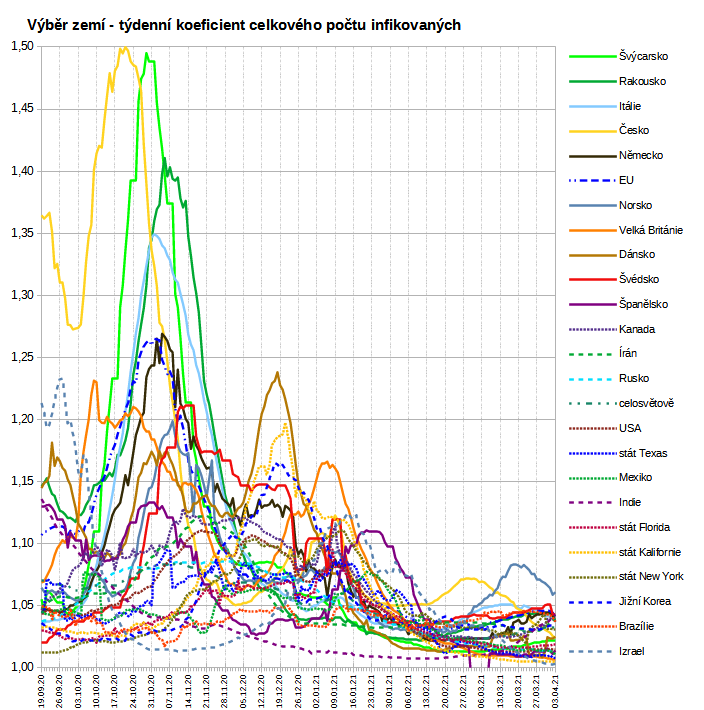 Výběr zemí - týdenní koeficient celkového počtu infikovaných
1,50
1,45
1,40
1,35
1,30
1,25
1,20
1,15
1,10
1,05
1,00
19.09.20
26.09.20
03.10.20
10.10.20
17.10.20
24.10.20
31.10.20
07.11.20
14.11.20
21.11.20
28.11.20
05.12.20
12.12.20
19.12.20
26.12.20
02.01.21
09.01.21
16.01.21
23.01.21
30.01.21
06.02.21
13.02.21
20.02.21
27.02.21
06.03.21
13.03.21
20.03.21
27.03.21
03.04.21
Švýcarsko
Rakousko
Itálie
Česko
Německo
EU
Norsko
Velká Británie
Dánsko
Švédsko
Španělsko
Kanada
Írán
Rusko
celosvětově
USA
stát Texas
Mexiko
Indie
stát Florida
stát Kalifornie
stát New York
Jižní Korea
Brazílie
Izrael